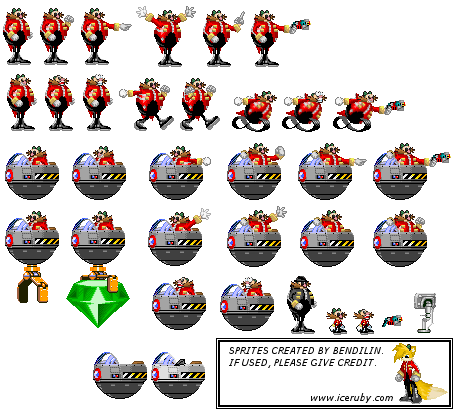 SPRITES CREATED BY BENDILIN.
IF USED, PLEASE GIVE CREDIT.
www.iceruby.com